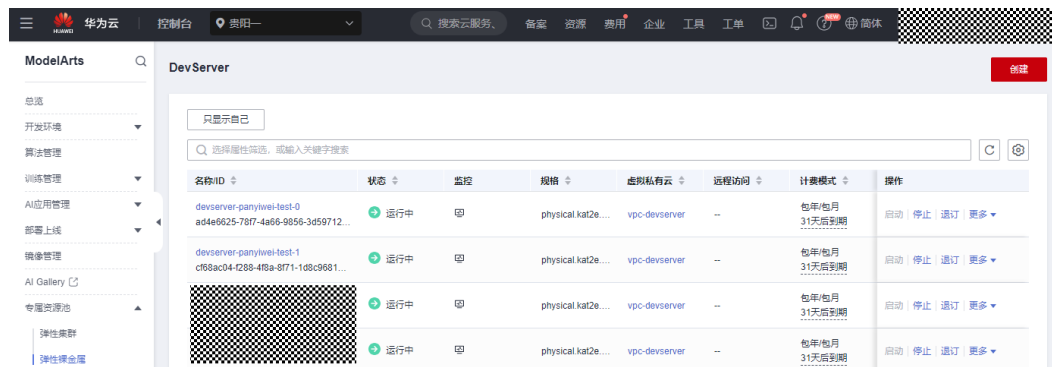 HUAWEI 华为云 控制台 贵阳一 搜索云服务、 备案 资源 费用 企业 工具 工单 NEW 简体
ModelArts
DevServer
创建
总览
开发环境
算法管理
训练管理
AI应用管理
部署上线
镜像管理
AI Gallery
专属资源池
弹性集群
弹性裸金属
只显示自己
选择属性筛选，或输入关键字搜索
名称/ID 状态 监控 规格 虚拟私有云 远程访问 计费模式 操作
devserver-panyiwei-test-0
ad4e6625-78f7-4a66-9856-3d59712...
运行中 physical.kat2e.... vpc-devserver -- 包年/包月
31天后到期
启动 停止 退订 更多
devserver-panyiwei-test-1
cf68ac04-f288-4f8a-8f71-1d8c9681...
运行中 physical.kat2e.... vpc-devserver -- 包年/包月
31天后到期
启动 停止 退订 更多
运行中 physical.kat2e.... vpc-devserver -- 包年/包月
31天后到期
启动 停止 退订 更多
运行中 physical.kat2e.... vpc-devserver -- 包年/包月
31天后到期
启动 停止 退订 更多